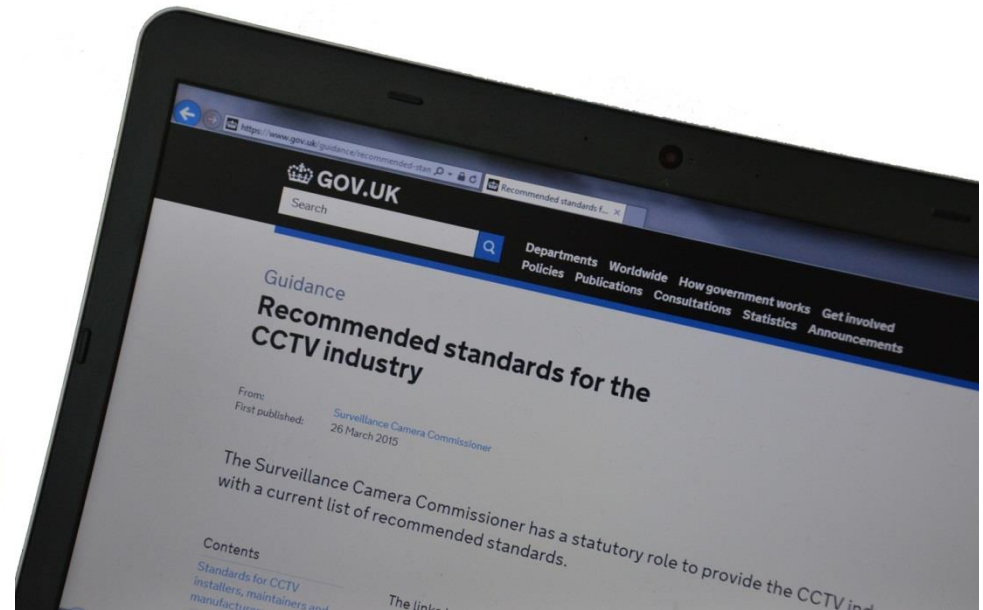 https://www.gov.uk/guidance/recommended-stan
Recommended standards f...
GOV.UK
Search
Departments Worldwide How government works Get involved
Policies Publications Consultations Statistics Announcements
Guidance
Recommended standards for the
CCTV industry
From: Surveillance Camera Commissioner
First published: 26 March 2015
The Surveillance Camera Commissioner has a statutory role to provide the CCTV ind
with a current list of recommended standards.
Contents
Standards for CCTV
installers, maintainers and
The